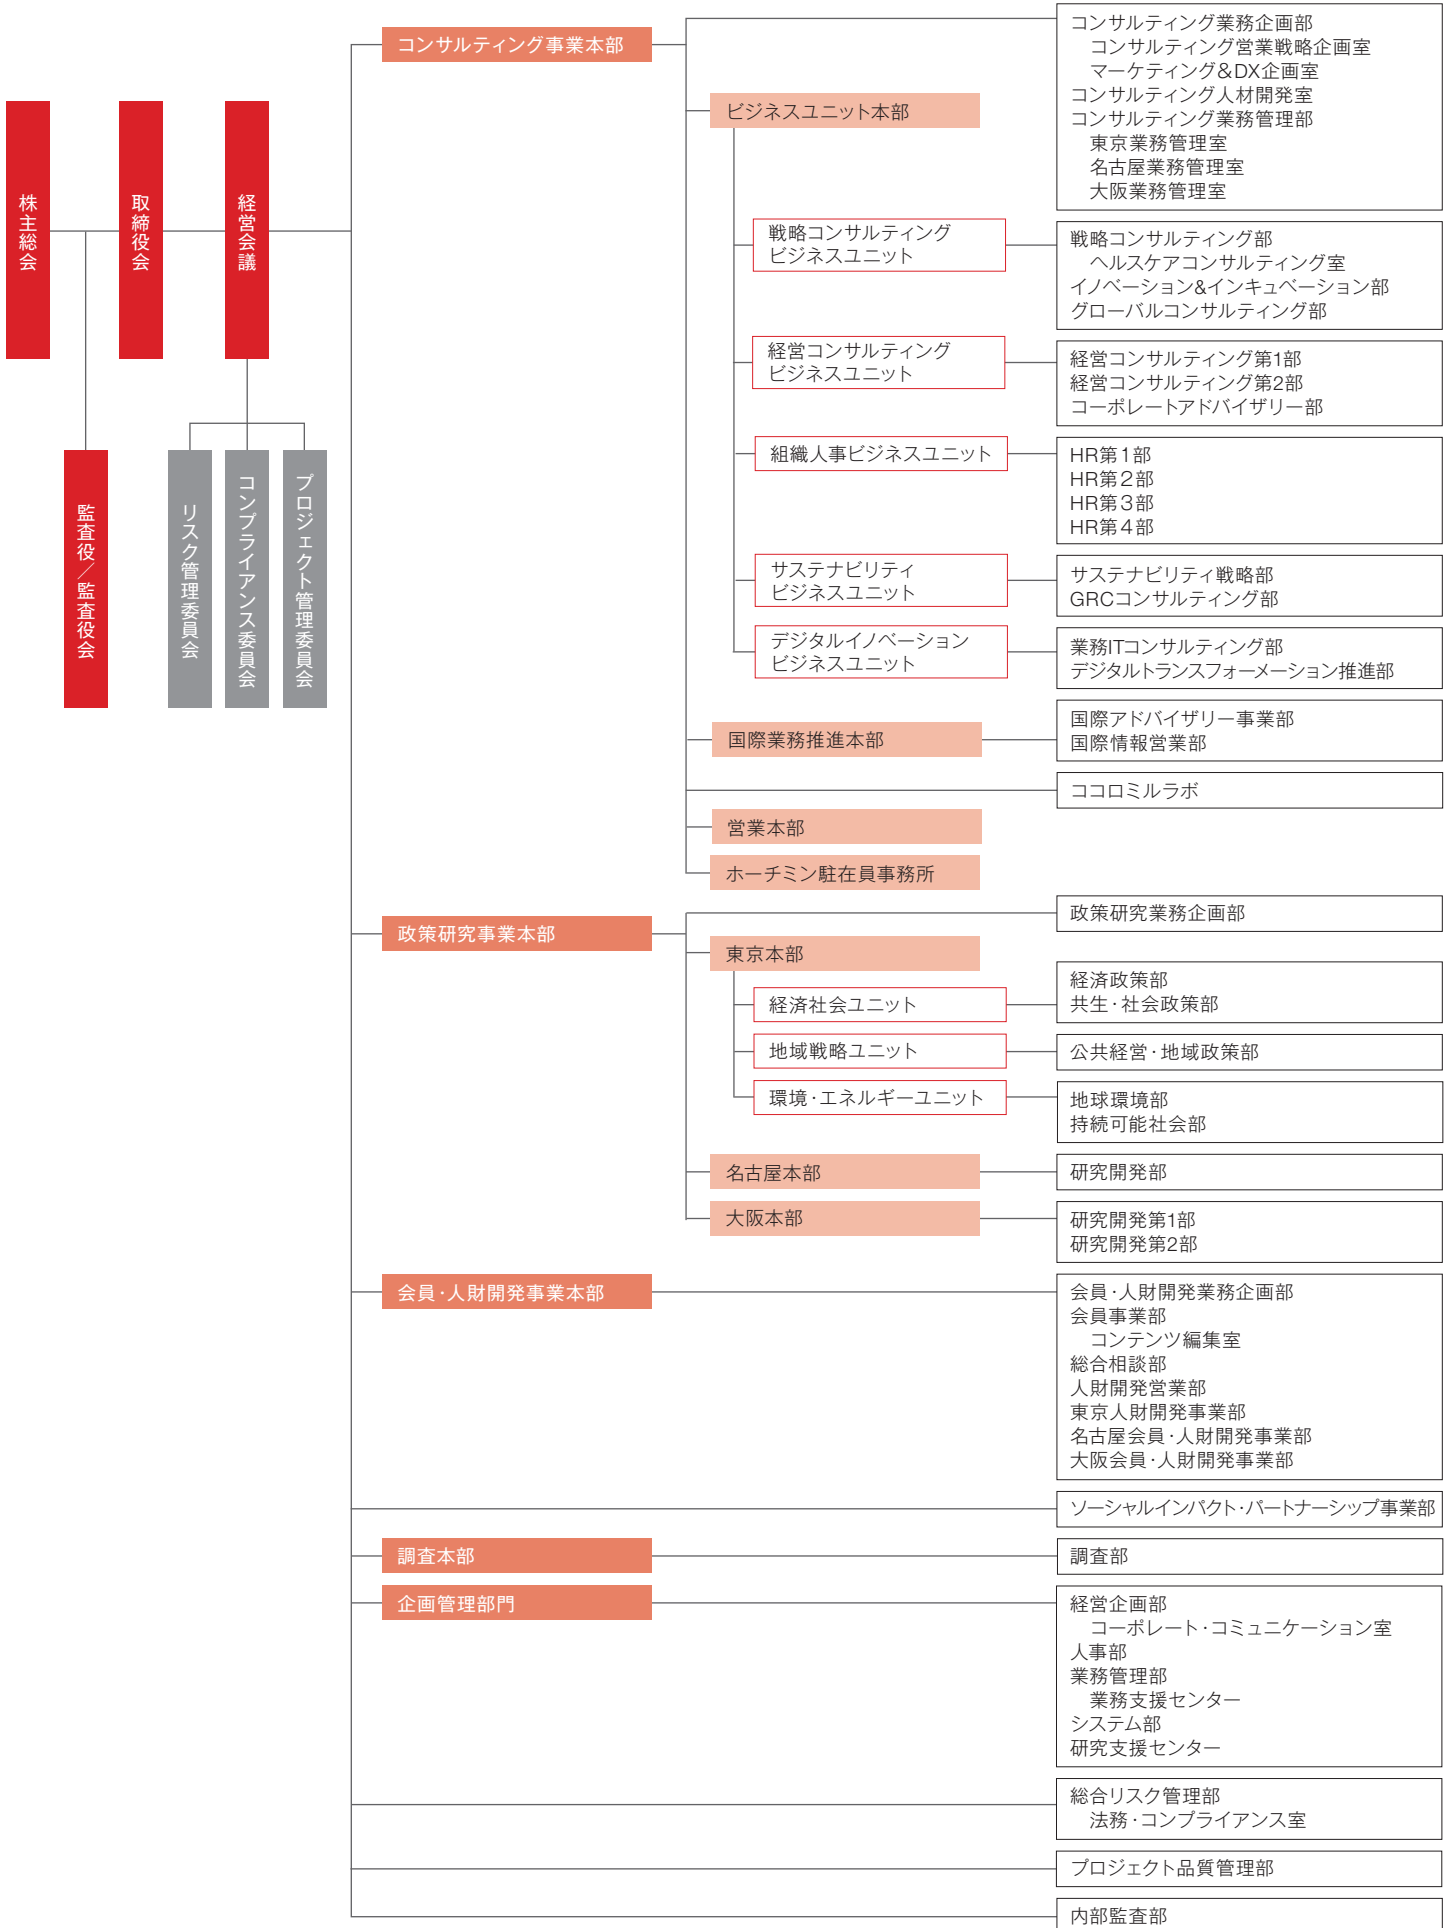 株主総会
取締役会
経営会議
監査役／監査役会
リスク管理委員会
コンプライアンス委員会
プロジェクト管理委員会
コンサルティング事業本部
コンサルティング業務企画部
コンサルティング営業戦略企画室
マーケティング&DX企画室
コンサルティング人材開発室
コンサルティング業務管理部
東京業務管理室
名古屋業務管理室
大阪業務管理室
ビジネスユニット本部
戦略コンサルティング
ビジネスユニット
戦略コンサルティング部
ヘルスケアコンサルティング室
イノベーション&インキュベーション部
グローバルコンサルティング部
経営コンサルティング
ビジネスユニット
経営コンサルティング第1部
経営コンサルティング第2部
コーポレートアドバイザリー部
組織人事ビジネスユニット
HR第1部
HR第2部
HR第3部
HR第4部
サステナビリティ
ビジネスユニット
サステナビリティ戦略部
GRCコンサルティング部
デジタルイノベーション
ビジネスユニット
業務ITコンサルティング部
デジタルトランスフォーメーション推進部
国際業務推進本部
国際アドバイザリー事業部
国際情報営業部
ココロミルラボ
営業本部
ホーチミン駐在員事務所
政策研究事業本部
政策研究業務企画部
東京本部
経済社会ユニット
経済政策部
共生・社会政策部
地域戦略ユニット
公共経営・地域政策部
環境・エネルギーユニット
地球環境部
持続可能社会部
名古屋本部
研究開発部
大阪本部
研究開発第1部
研究開発第2部
会員・人財開発事業本部
会員・人財開発業務企画部
会員事業部
コンテンツ編集室
総合相談部
人財開発営業部
東京人財開発事業部
名古屋会員・人財開発事業部
大阪会員・人財開発事業部
ソーシャルインパクト・パートナーシップ事業部
調査本部
調査部
企画管理部門
経営企画部
コーポレート・コミュニケーション室
人事部
業務管理部
業務支援センター
システム部
研究支援センター
総合リスク管理部
法務・コンプライアンス室
プロジェクト品質管理部
内部監査部